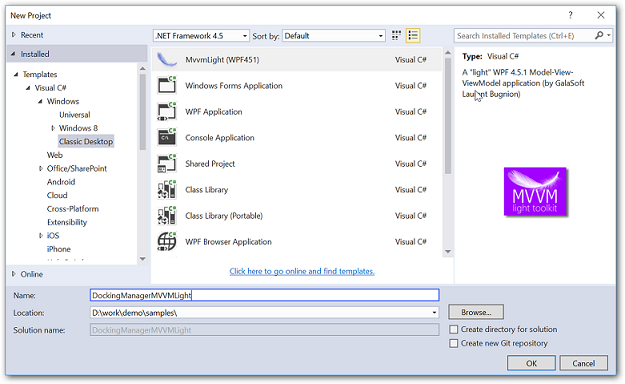 New Project
?
Recent
.NET Framework 4.5
Sort by:
Default
Search Installed Templates (Ctrl+E)
Installed
Templates
Visual C#
Windows
Universal
Windows 8
Classic Desktop
Web
Office/SharePoint
Android
Cloud
Cross-Platform
Extensibility
iOS
iPhone
Online
MvvmLight (WPF451) Visual C#
Windows Forms Application Visual C#
WPF Application Visual C#
Console Application Visual C#
Shared Project Visual C#
Class Library Visual C#
Class Library (Portable) Visual C#
WPF Browser Application Visual C#
Click here to go online and find templates.
Type: Visual C#
A "light" WPF 4.5.1 Model-View-
ViewModel application (by GalaSoft
Laurent Bugnion)
MVVM
light toolkit
Name: DockingManagerMVVMLight
Location: D:\work\demo\samples\
Browse...
Solution name: DockingManagerMVVMLight
Create directory for solution
Create new Git repository
OK
Cancel